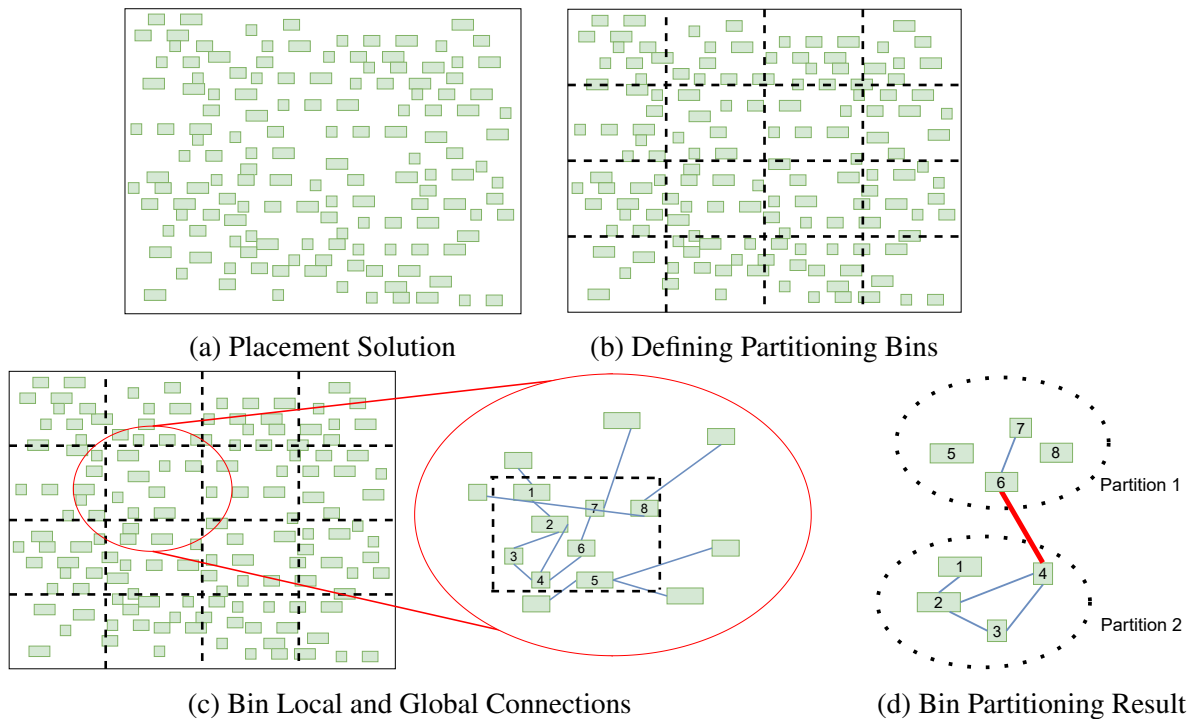 (a) Placement Solution
(b) Defining Partitioning Bins
1
7
8
2
3
6
4
5
7
5
8
6
Partition 1
1
4
2
3
Partition 2
(c) Bin Local and Global Connections
(d) Bin Partitioning Result